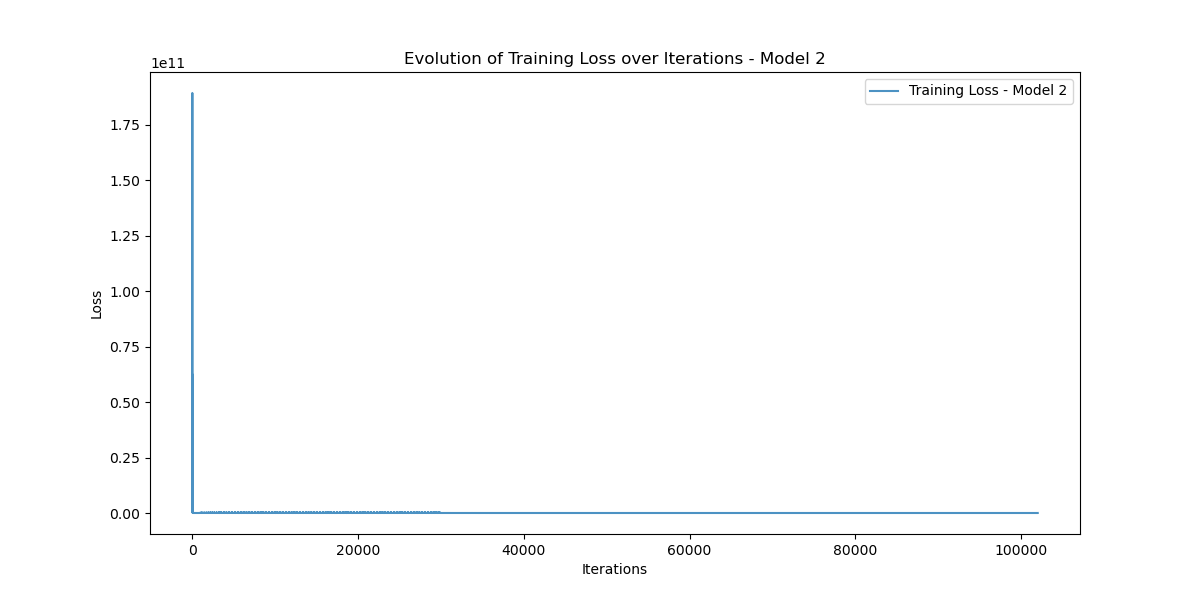 Evolution of Training Loss over Iterations - Model 2
1e11
Training Loss - Model 2
1.75
1.50
1.25
1.00
0.75
0.50
0.25
0.00
Loss
0 20000 40000 60000 80000 100000
Iterations